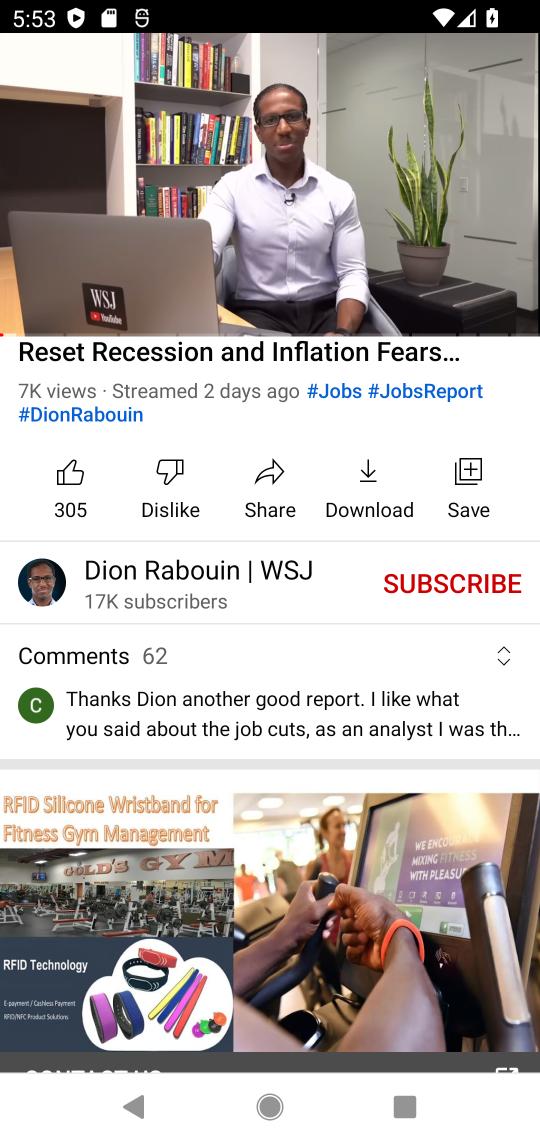 5:53
WSJ
YouTube
Reset Recession and Inflation Fears…
7K views · Streamed 2 days ago #Jobs #JobsReport
#DionRabouin
305
Dislike
Share
Download
Save
Dion Rabouin | WSJ
17K subscribers
SUBSCRIBE
Comments 62
C
Thanks Dion another good report. I like what
you said about the job cuts, as an analyst I was th…
RFID Silicone Wristband for
Fitness Gym Management
GOLD'S GYM
RFID Technology
E-payment / Cashless Payment
RFID/NFC Product Solutions
WE ENCOURAG
MIXING FITNESS
WITH PLEASU